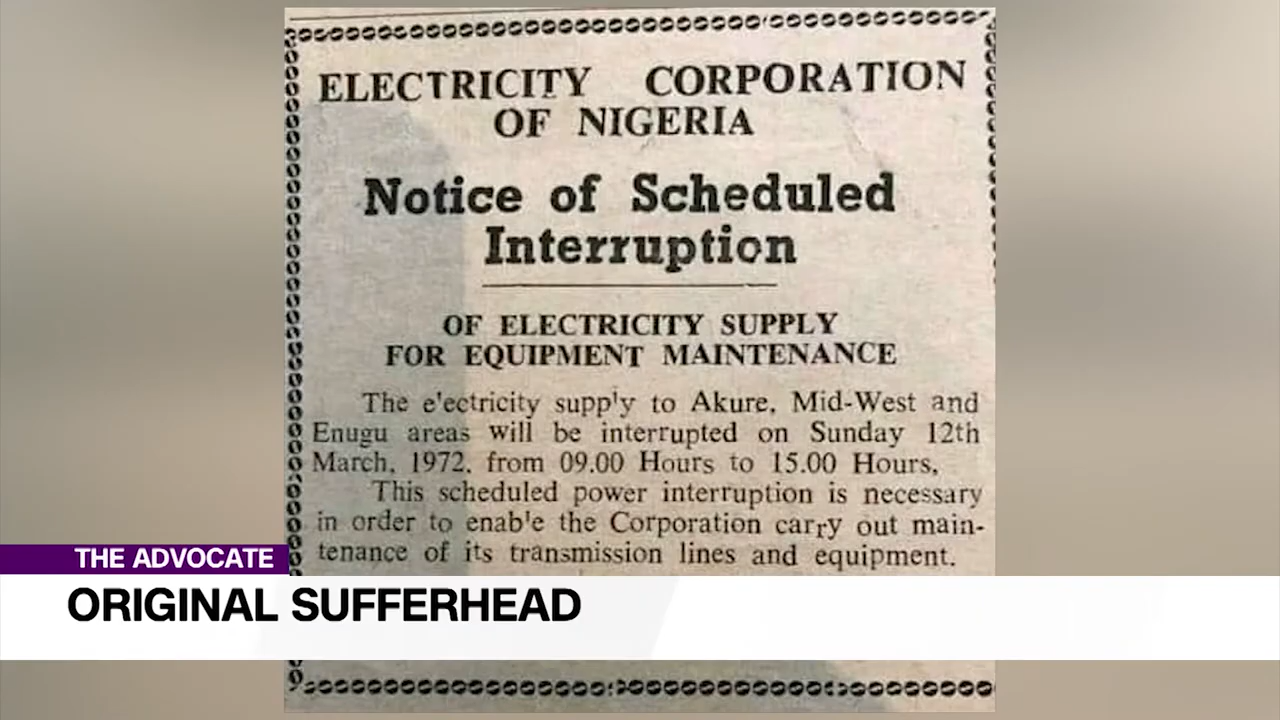 ELECTRICITY CORPORATION
OF NIGERIA
Notice of Scheduled
Interruption
OF ELECTRICITY SUPPLY
FOR EQUIPMENT MAINTENANCE
The e'ectricity supp'y to Akure, Mid-West and
Enugu areas will be interrupted on Sunday 12th
March, 1972, from 09.00 Hours to 15.00 Hours,
This scheduled power interruption is necessary
in order to enab'e the Corporation carry out main-
tenance of its transmission lines and equipment.
THE ADVOCATE
ORIGINAL SUFFERHEAD